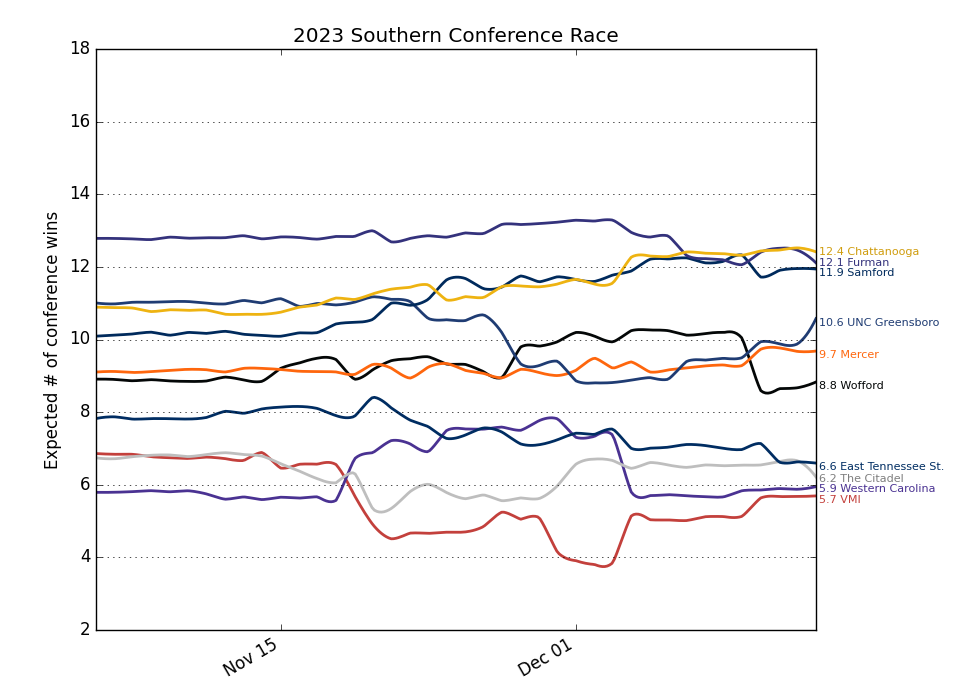 2023 Southern Conference Race
Expected # of conference wins
18
16
14
12
10
8
6
4
2
Nov 15
Dec 01
12.4 Chattanooga
12.1 Furman
11.9 Samford
10.6 UNC Greensboro
9.7 Mercer
8.8 Wofford
6.6 East Tennessee St.
6.2 The Citadel
5.9 Western Carolina
5.7 VMI